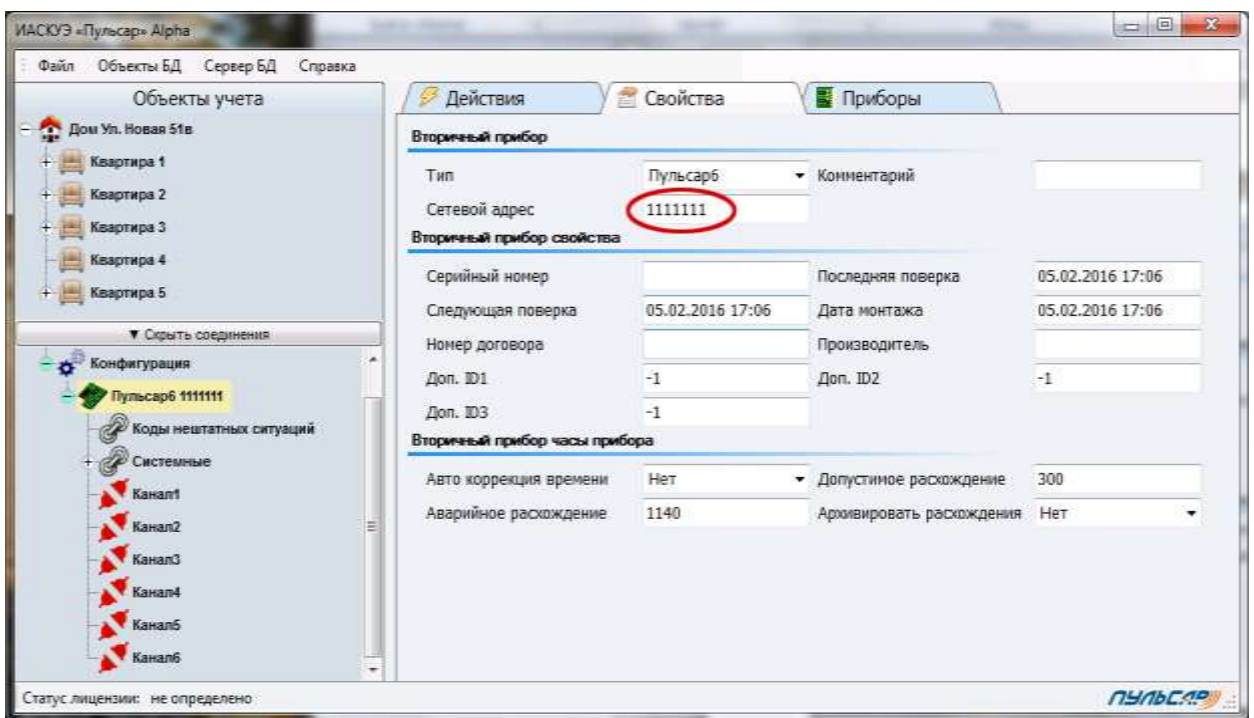 ИАСКУЭ «Пульсар» Alpha
Файл Объекты БД Сервер БД Справка
Объекты учета
Дом Ул. Новая 51в
Квартира 1
Квартира 2
Квартира 3
Квартира 4
Квартира 5
▼ Скрыть соединения
Конфигурация
Пульсар6 1111111
Коды нештатных ситуаций
Системные
Канал1
Канал2
Канал3
Канал4
Канал5
Канал6
Действия Свойства Приборы
Вторичный прибор
Тип Пульсар6 Комментарий
Сетевой адрес 1111111
Вторичный прибор свойства
Серийный номер Последняя поверка 05.02.2016 17:06
Следующая поверка 05.02.2016 17:06 Дата монтажа 05.02.2016 17:06
Номер договора Производитель
Доп. ID1 -1 Доп. ID2 -1
Доп. ID3 -1
Вторичный прибор часы прибора
Авто коррекция времени Нет Допустимое расхождение 300
Аварийное расхождение 1140 Архивировать расхождения Нет
Статус лицензии: не определено
ПУЛЬСАР